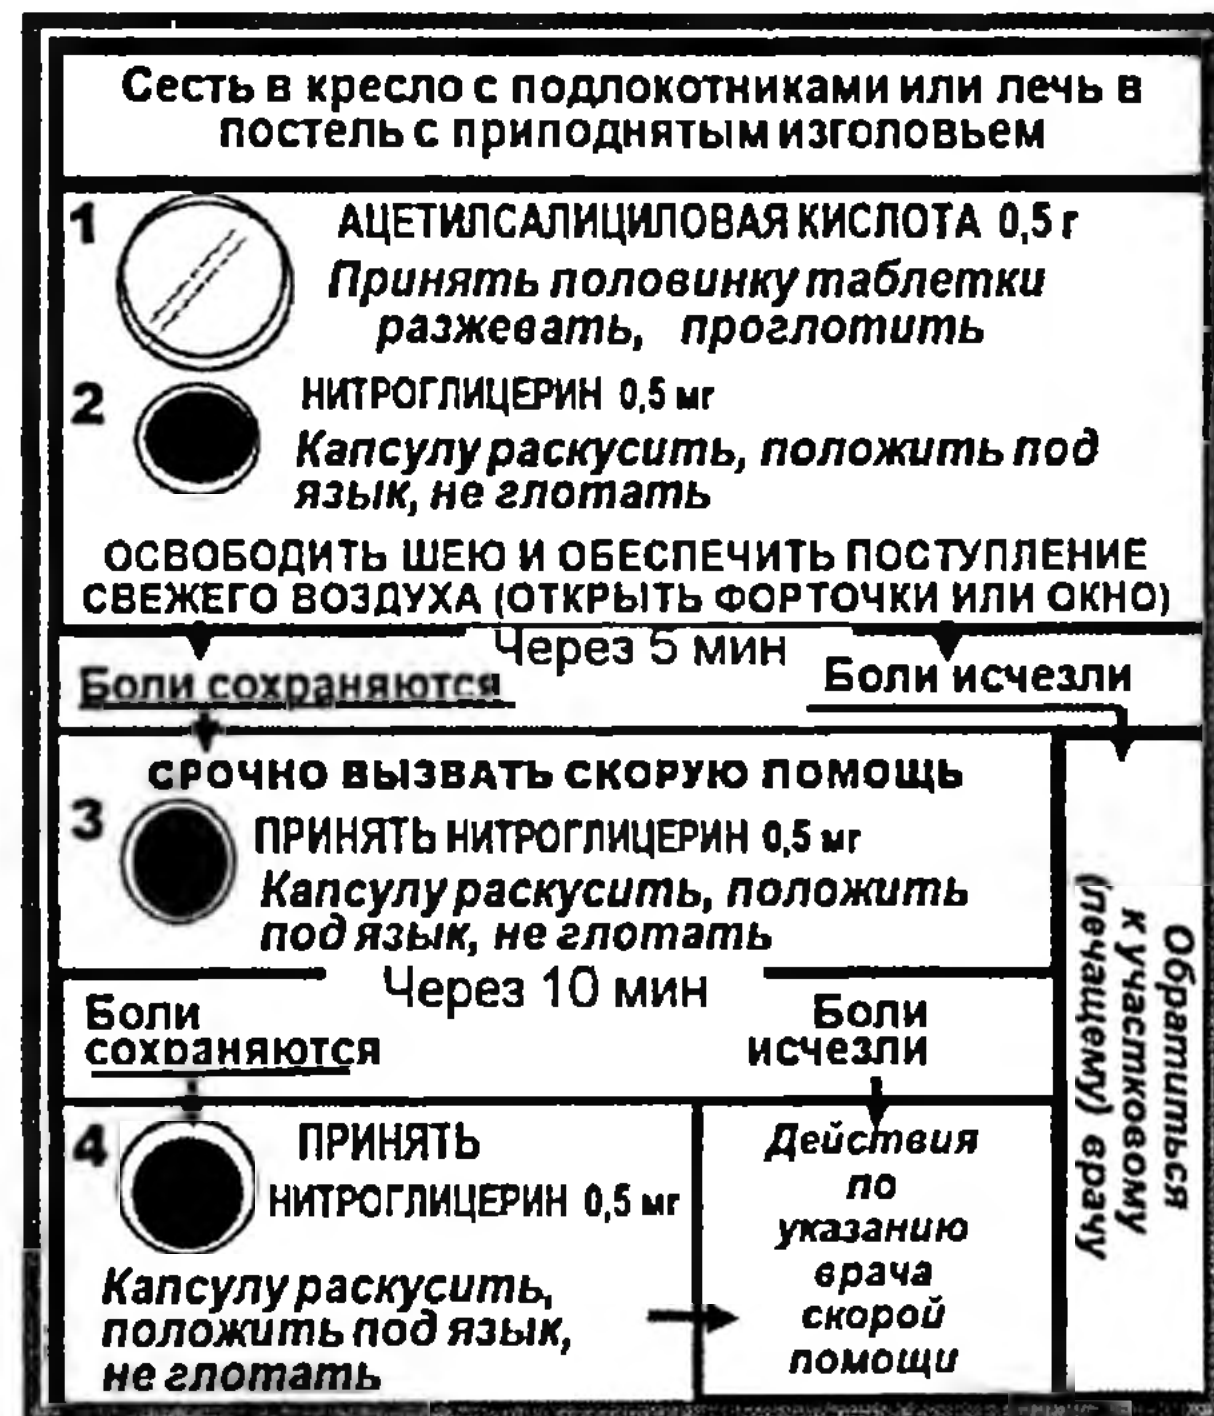 Сесть в кресло с подлокотниками или лечь в
постель с приподнятым изголовьем
1
АЦЕТИЛСАЛИЦИЛОВАЯ КИСЛОТА 0,5 г
Принять половинку таблетки
разжевать, проглотить
2
НИТРОГЛИЦЕРИН 0,5 мг
Капсулу раскусить, положить под
язык, не глотать
ОСВОБОДИТЬ ШЕЮ И ОБЕСПЕЧИТЬ ПОСТУПЛЕНИЕ
СВЕЖЕГО ВОЗДУХА (ОТКРЫТЬ ФОРТОЧКИ ИЛИ ОКНО)
Через 5 мин
Боли сохраняются
Боли исчезли
СРОЧНО ВЫЗВАТЬ СКОРУЮ ПОМОЩЬ
3
ПРИНЯТЬ НИТРОГЛИЦЕРИН 0,5 мг
Капсулу раскусить, положить
под язык, не глотать
Через 10 мин
Боли
сохраняются
Боли
исчезли
4
ПРИНЯТЬ
НИТРОГЛИЦЕРИН 0,5 мг
Капсулу раскусить,
положить под язык,
не глотать
Действия
по
указанию
врача
скорой
помощи
Обратиться
к участковому
(лечащему) врачу